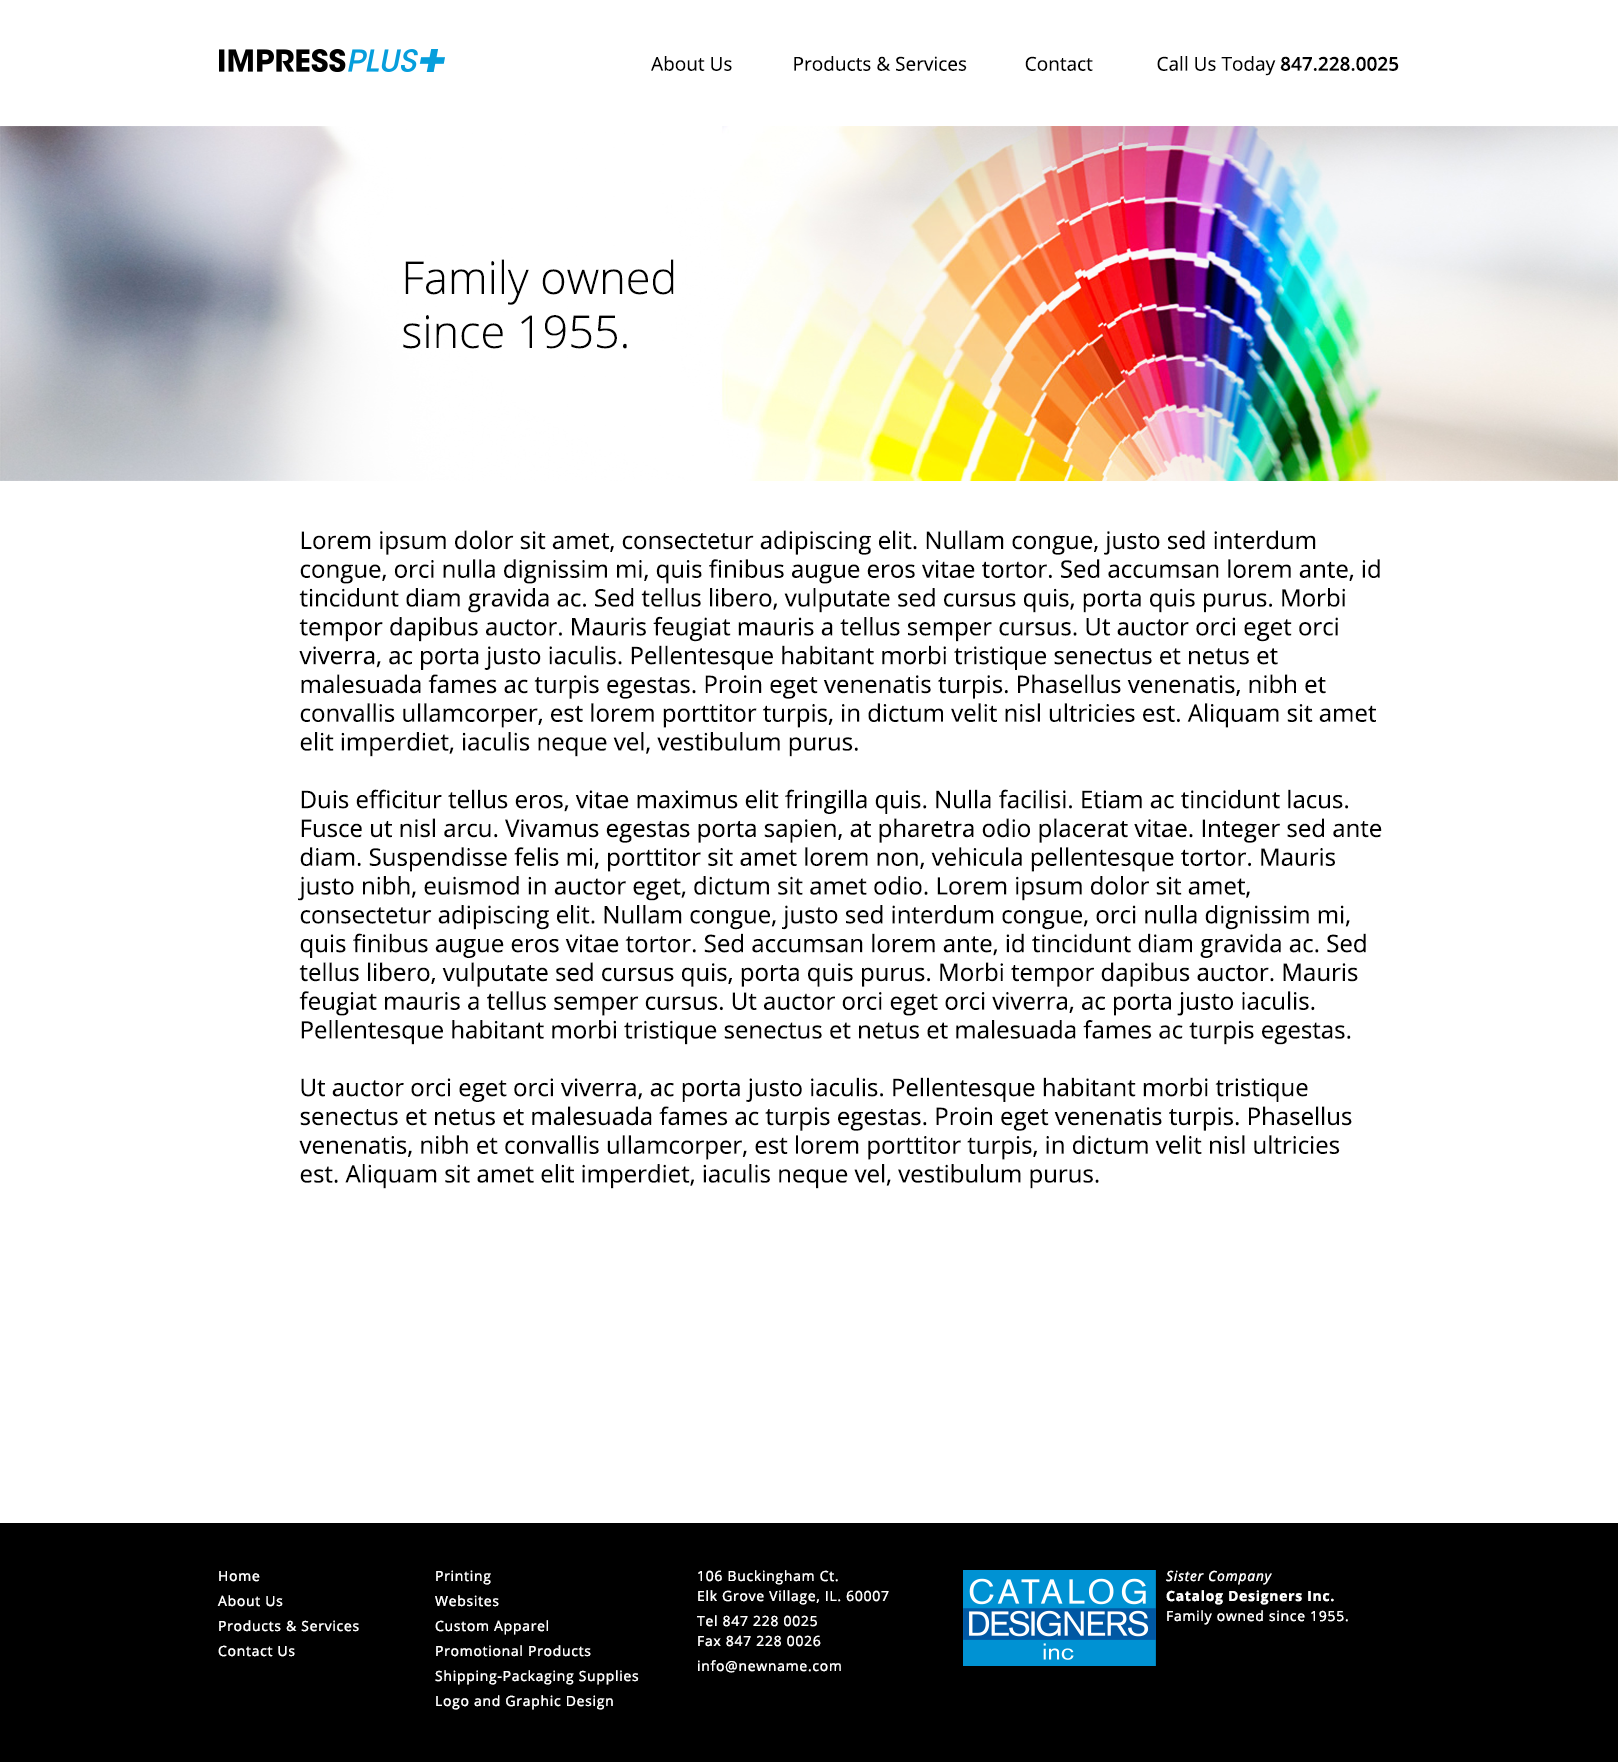 IMPRESSPLUS+
About Us
Products & Services
Contact
Call Us Today 847.228.0025
Family owned
since 1955.
Lorem ipsum dolor sit amet, consectetur adipiscing elit. Nullam congue, justo sed interdum
congue, orci nulla dignissim mi, quis finibus augue eros vitae tortor. Sed accumsan lorem ante, id
tincidunt diam gravida ac. Sed tellus libero, vulputate sed cursus quis, porta quis purus. Morbi
tempor dapibus auctor. Mauris feugiat mauris a tellus semper cursus. Ut auctor orci eget orci
viverra, ac porta justo iaculis. Pellentesque habitant morbi tristique senectus et netus et
malesuada fames ac turpis egestas. Proin eget venenatis turpis. Phasellus venenatis, nibh et
convallis ullamcorper, est lorem porttitor turpis, in dictum velit nisl ultricies est. Aliquam sit amet
elit imperdiet, iaculis neque vel, vestibulum purus.
Duis efficitur tellus eros, vitae maximus elit fringilla quis. Nulla facilisi. Etiam ac tincidunt lacus.
Fusce ut nisl arcu. Vivamus egestas porta sapien, at pharetra odio placerat vitae. Integer sed ante
diam. Suspendisse felis mi, porttitor sit amet lorem non, vehicula pellentesque tortor. Mauris
justo nibh, euismod in auctor eget, dictum sit amet odio. Lorem ipsum dolor sit amet,
consectetur adipiscing elit. Nullam congue, justo sed interdum congue, orci nulla dignissim mi,
quis finibus augue eros vitae tortor. Sed accumsan lorem ante, id tincidunt diam gravida ac. Sed
tellus libero, vulputate sed cursus quis, porta quis purus. Morbi tempor dapibus auctor. Mauris
feugiat mauris a tellus semper cursus. Ut auctor orci eget orci viverra, ac porta justo iaculis.
Pellentesque habitant morbi tristique senectus et netus et malesuada fames ac turpis egestas.
Ut auctor orci eget orci viverra, ac porta justo iaculis. Pellentesque habitant morbi tristique
senectus et netus et malesuada fames ac turpis egestas. Proin eget venenatis turpis. Phasellus
venenatis, nibh et convallis ullamcorper, est lorem porttitor turpis, in dictum velit nisl ultricies
est. Aliquam sit amet elit imperdiet, iaculis neque vel, vestibulum purus.
Home
About Us
Products & Services
Contact Us
Printing
Websites
Custom Apparel
Promotional Products
Shipping-Packaging Supplies
Logo and Graphic Design
106 Buckingham Ct.
Elk Grove Village, IL. 60007
Tel 847 228 0025
Fax 847 228 0026
info@newname.com
CATALOG
DESIGNERS
inc
Sister Company
Catalog Designers Inc.
Family owned since 1955.